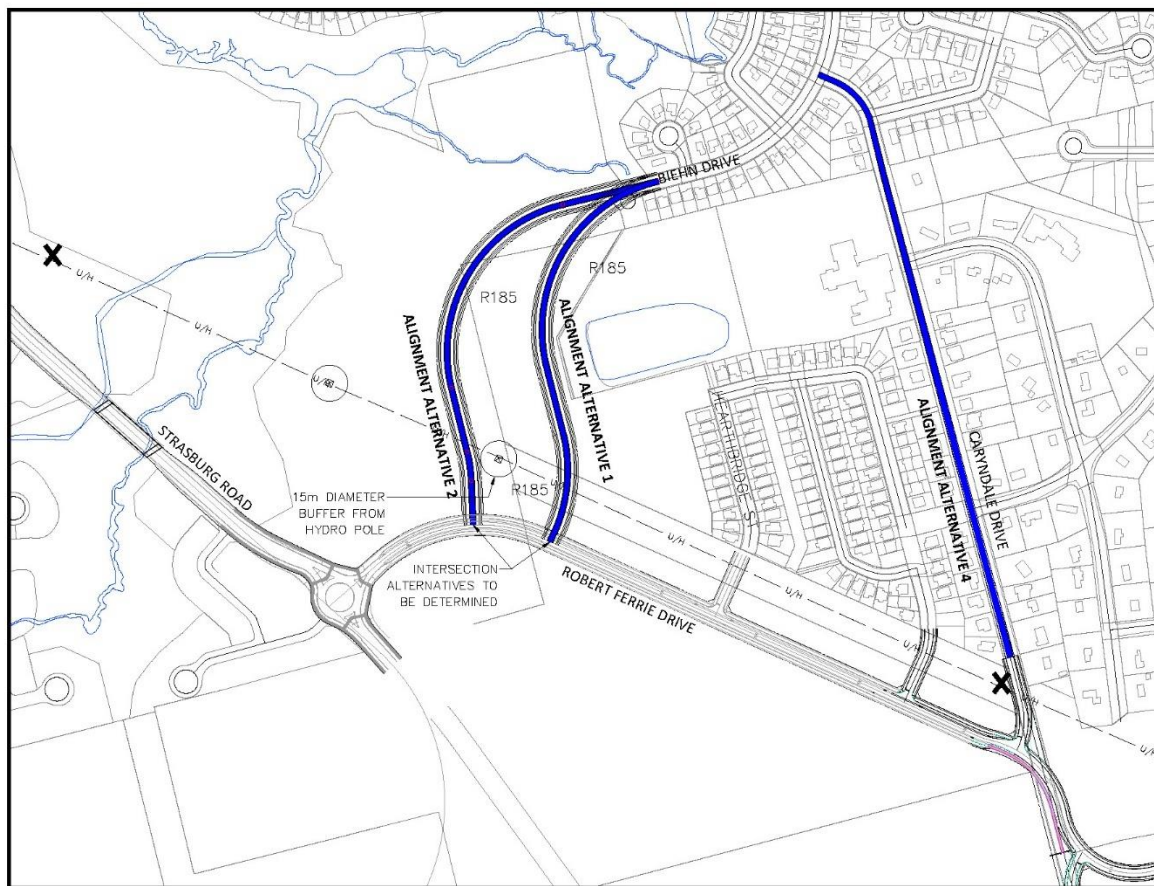 BIEHN DRIVE
R185
R185
U/H
U/H
ALIGNMENT ALTERNATIVE 2
ALIGNMENT ALTERNATIVE 1
STRASBURG ROAD
15m DIAMETER
BUFFER FROM
HYDRO POLE
R185
HEARTHBRIDGE ST
ALIGNMENT ALTERNATIVE 4
CARYNDALE DRIVE
U/H
INTERSECTION
ALTERNATIVES TO
BE DETERMINED
ROBERT FERRIE DRIVE
U/H
U/H
U/H